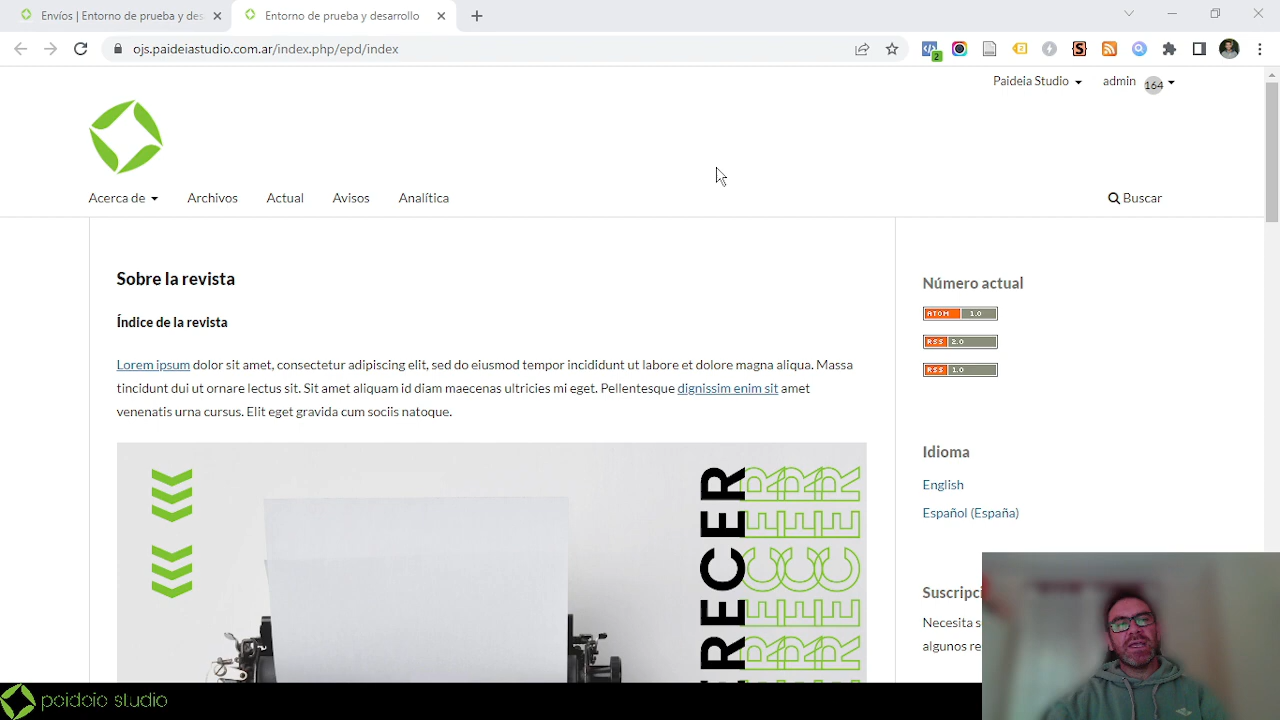 Envíos | Entorno de prueba y des
Entorno de prueba y desarrollo
ojs.paideiastudio.com.ar/index.php/epd/index
2
Paideia Studio
admin 164
Acerca de
Archivos
Actual
Avisos
Analítica
Buscar
Sobre la revista
Índice de la revista
Lorem ipsum dolor sit amet, consectetur adipiscing elit, sed do eiusmod tempor incididunt ut labore et dolore magna aliqua. Massa
tincidunt dui ut ornare lectus sit. Sit amet aliquam id diam maecenas ultricies mi eget. Pellentesque dignissim enim sit amet
venenatis urna cursus. Elit eget gravida cum sociis natoque.
RECER
Número actual
ATOM 1.0
RSS 2.0
RSS 1.0
Idioma
English
Español (España)
Suscripci
Necesita s
algunos re
paideia studio